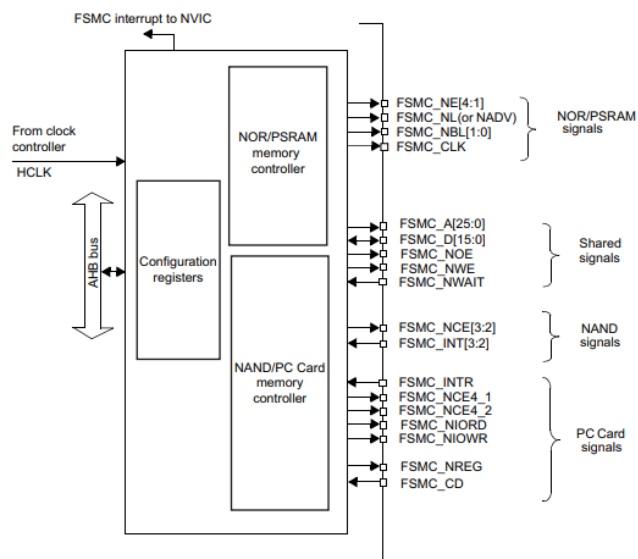 FSMC interrupt to NVIC
From clock
controller
HCLK
AHB bus
Configuration
registers
NOR/PSRAM
memory
controller
NAND/PC Card
memory
controller
FSMC_NE[4:1]
FSMC_NL(or NADV)
FSMC_NBL[1:0]
FSMC_CLK
NOR/PSRAM
signals
FSMC_A[25:0]
FSMC_D[15:0]
FSMC_NOE
FSMC_NWE
FSMC_NWAIT
Shared
signals
FSMC_NCE[3:2]
FSMC_INT[3:2]
NAND
signals
FSMC_INTR
FSMC_NCE4_1
FSMC_NCE4_2
FSMC_NIORD
FSMC_NIOWR
FSMC_NREG
FSMC_CD
PC Card
signals